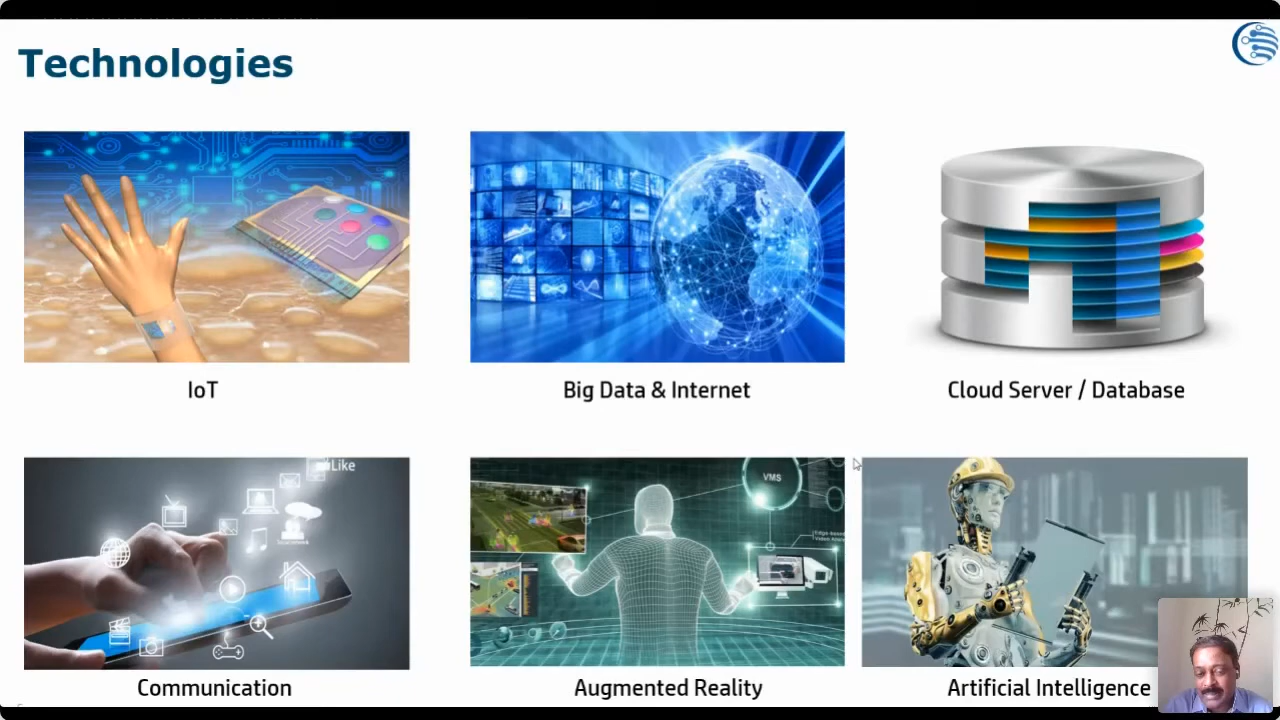 Technologies
IoT
Big Data & Internet
Cloud Server / Database
Like
VMS
Communication
Augmented Reality
Artificial Intelligence